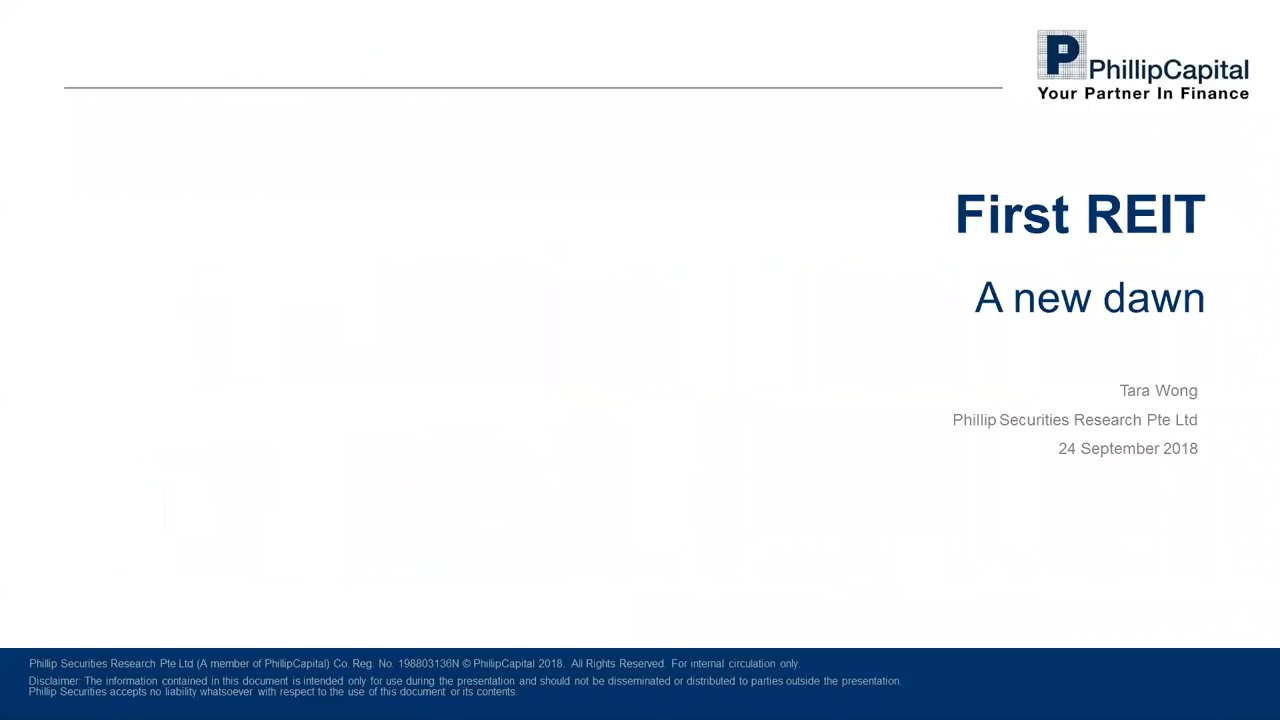 P PhillipCapital
Your Partner In Finance
First REIT
A new dawn
Tara Wong
Phillip Securities Research Pte Ltd
24 September 2018
Phillip Securities Research Pte Ltd (A member of PhillipCapital) Co. Reg. No. 198803136N © PhillipCapital 2018. All Rights Reserved. For internal circulation only.
Disclaimer: The information contained in this document is intended only for use during the presentation and should not be disseminated or distributed to parties outside the presentation.
Phillip Securities accepts no liability whatsoever with respect to the use of this document or its contents.